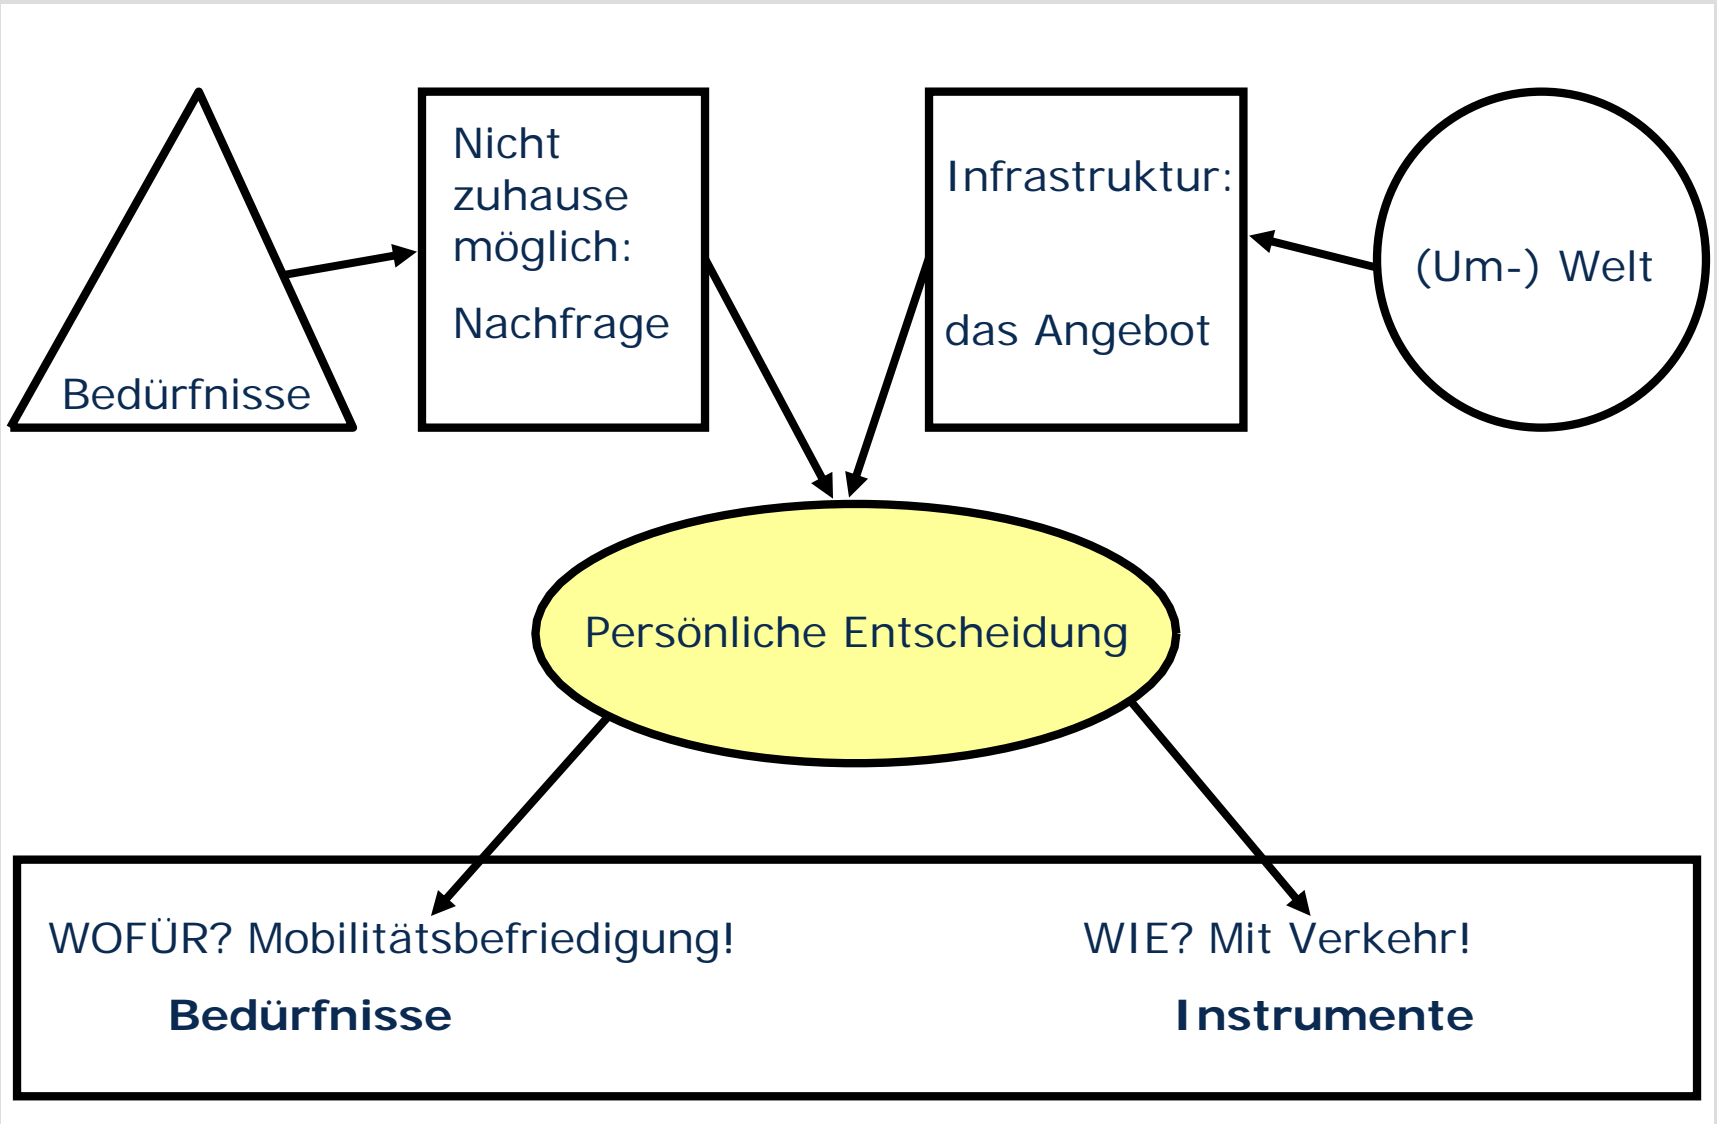 Nicht
zuhause
möglich:
Nachfrage
Infrastruktur:
das Angebot
(Um-) Welt
Bedürfnisse
Persönliche Entscheidung
WOFÜR? Mobilitätsbefriedigung!
WIE? Mit Verkehr!
Bedürfnisse
Instrumente